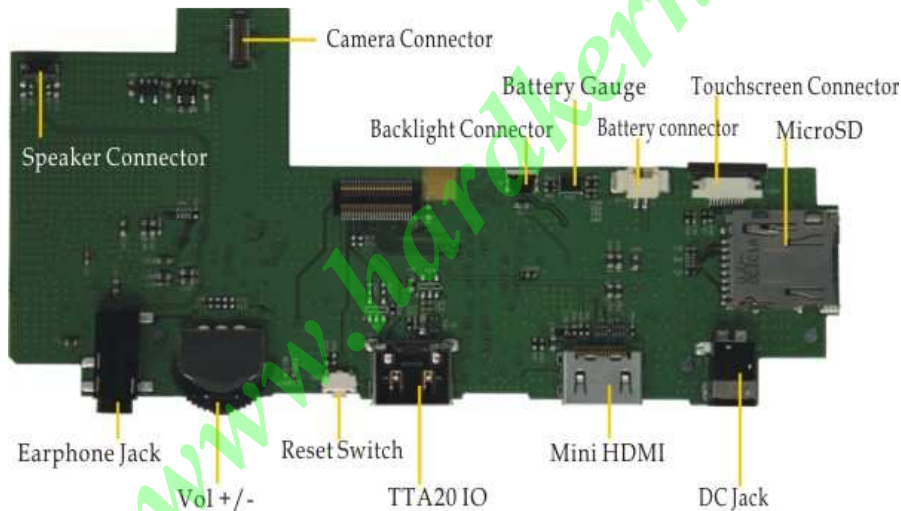 Camera Connector
Battery Gauge
Touchscreen Connector
Backlight Connector
Battery connector
MicroSD
Speaker Connector
Earphone Jack
Reset Switch
Mini HDMI
Vol +/-
TTA20 IO
DC Jack
www.hardkern